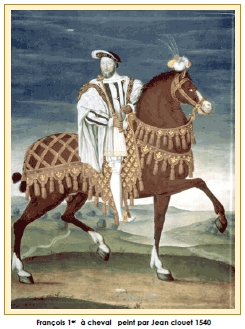 François 1er à cheval peint par Jean clouet 1540